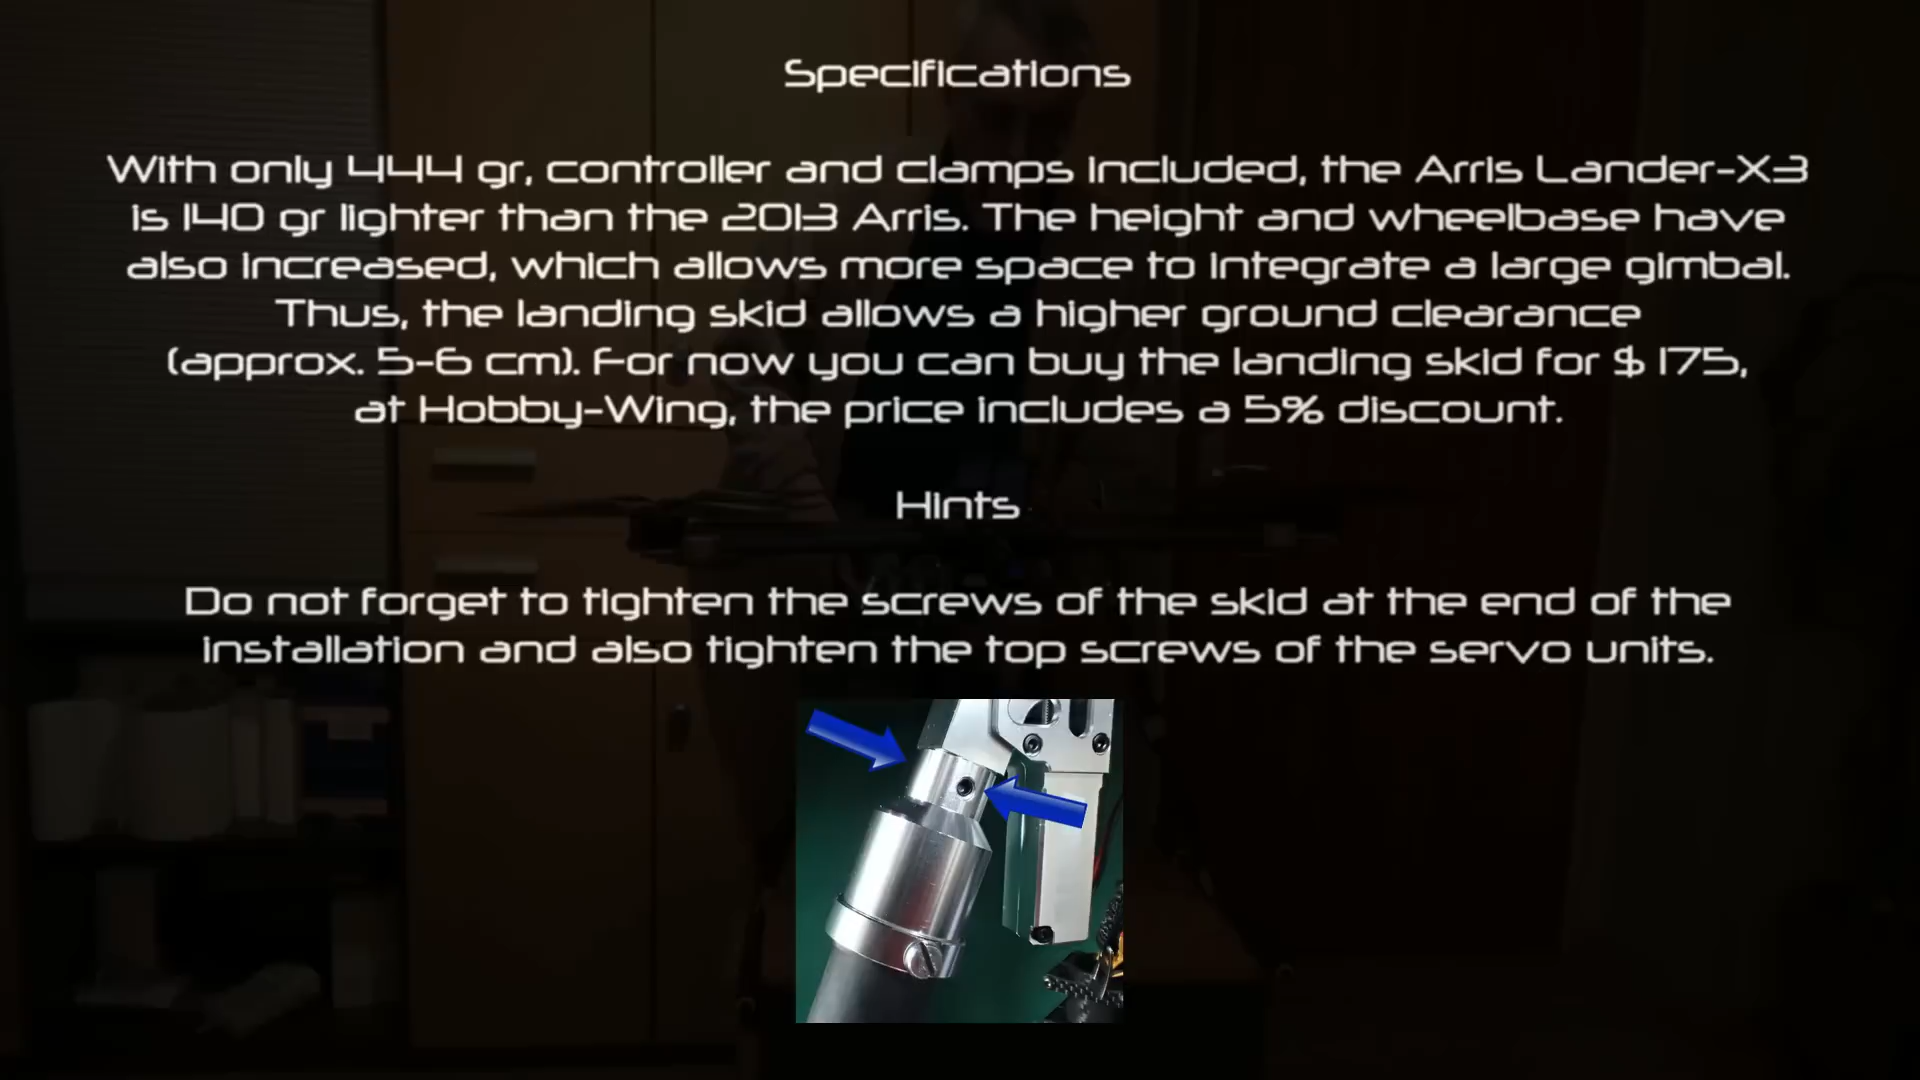 Specifications
With only 444 gr, controller and clamps included, the Arris Lander-X3
is 140 gr lighter than the 2013 Arris. The height and wheelbase have
also increased, which allows more space to integrate a large gimbal.
Thus, the landing skid allows a higher ground clearance
(approx. 5-6 cm). For now you can buy the landing skid for $ 175,
at Hobby-Wing, the price includes a 5% discount.
Hints
Do not forget to tighten the screws of the skid at the end of the
installation and also tighten the top screws of the servo units.